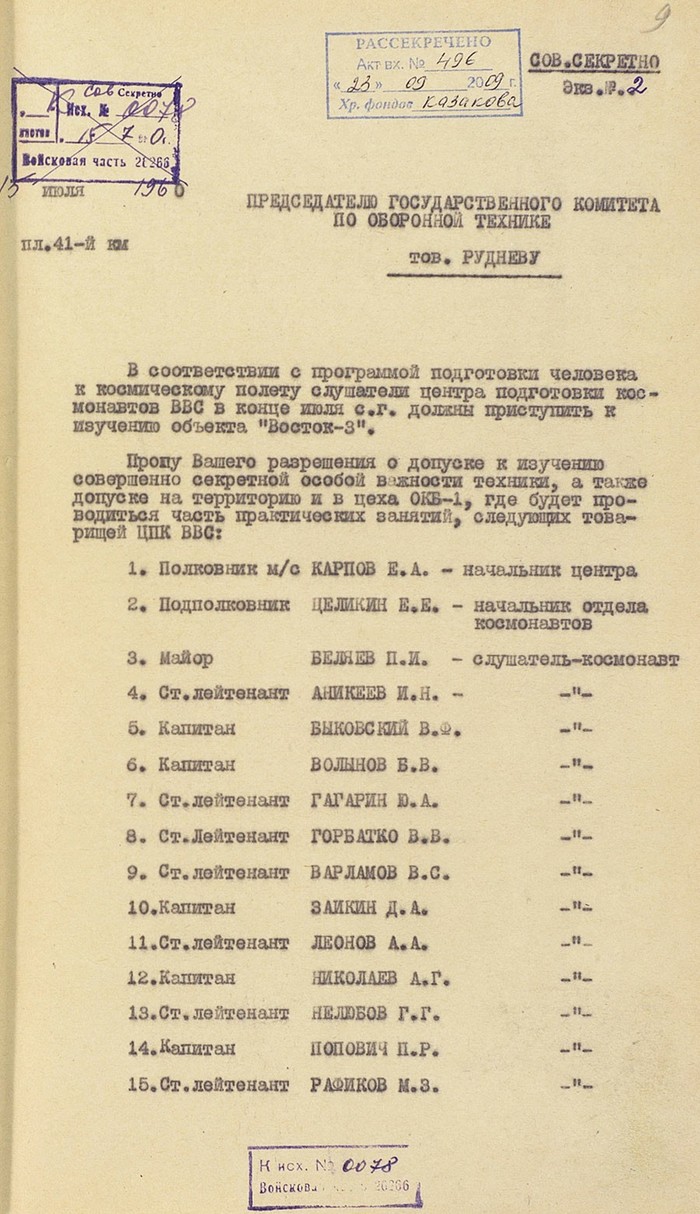 9
РАССЕКРЕЧЕНО
Акт вх. № 496
"23" 09 2009 г.
Хр. фондов Казакова
СОВ.СЕКРЕТНО
Экз.№.2
Сов Секретно
Исх. № 0078
листов 15 7 0г.
Войсковая часть 26266
15 июля 1960
пл.41-й км
ПРЕДСЕДАТЕЛЮ ГОСУДАРСТВЕННОГО КОМИТЕТА
ПО ОБОРОННОЙ ТЕХНИКЕ
тов. РУДНЕВУ
В соответствии с программой подготовки человека
к космическому полету слушатели центра подготовки кос-
монавтов ВВС в конце июля с.г. должны приступить к
изучению объекта "Восток-3".
Прошу Вашего разрешения о допуске к изучению
совершенно секретной особой важности техники, а также
допуске на территорию и в цеха ОКБ-1, где будет про-
водиться часть практических занятий, следующих това-
рищей ЦПК ВВС:
1. Полковник м/с КАРПОВ Е.А. - начальник центра
2. Подполковник ЦЕЛИКИН Е.Е. - начальник отдела
космонавтов
3. Майор БЕЛЯЕВ П.И. - слушатель-космонавт
4. Ст.лейтенант АНИКЕЕВ И.Н. - -"-
5. Капитан БЫКОВСКИЙ В.Ф. -"-
6. Капитан ВОЛЫНОВ Б.В. -"-
7. Ст.лейтенант ГАГАРИН Ю.А. -"-
8. Ст.Лейтенант ГОРБАТКО В.В. -"-
9. Ст.лейтенант ВАРЛАМОВ В.С. -"-
10.Капитан ЗАИКИН Д.А. -"-
11.Ст.лейтенант ЛЕОНОВ А.А. -"-
12.Капитан НИКОЛАЕВ А.Г. -"-
13.Ст.лейтенант НЕЛЮБОВ Г.Г. -"-
14.Капитан ПОПОВИЧ П.Р. -"-
15.Ст.лейтенант РАФИКОВ М.З. -"-
К исх. № 0078
Войсков 26266